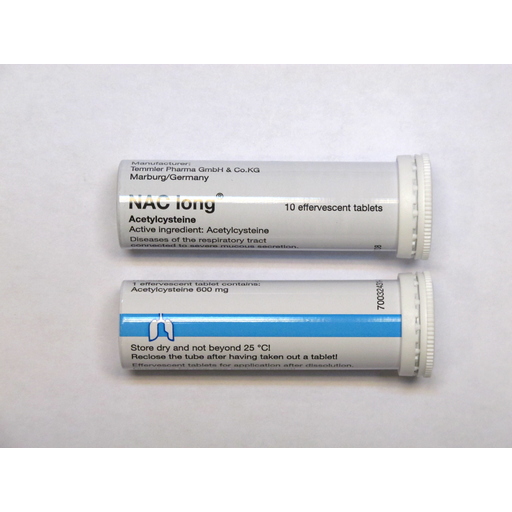 Manufacturer:
Temmler Pharma GmbH & Co.KG
Marburg/Germany
NAC long®
10 effervescent tablets
Acetylcysteine
Active ingredient: Acetylcysteine
Diseases of the respiratory tract
connected to severe mucous secretion.
1 effervescent tablet contains:
Acetylcysteine 600 mg
Store dry and not beyond 25 °C!
Reclose the tube after having taken out a tablet!
Effervescent tablets for application after dissolution.